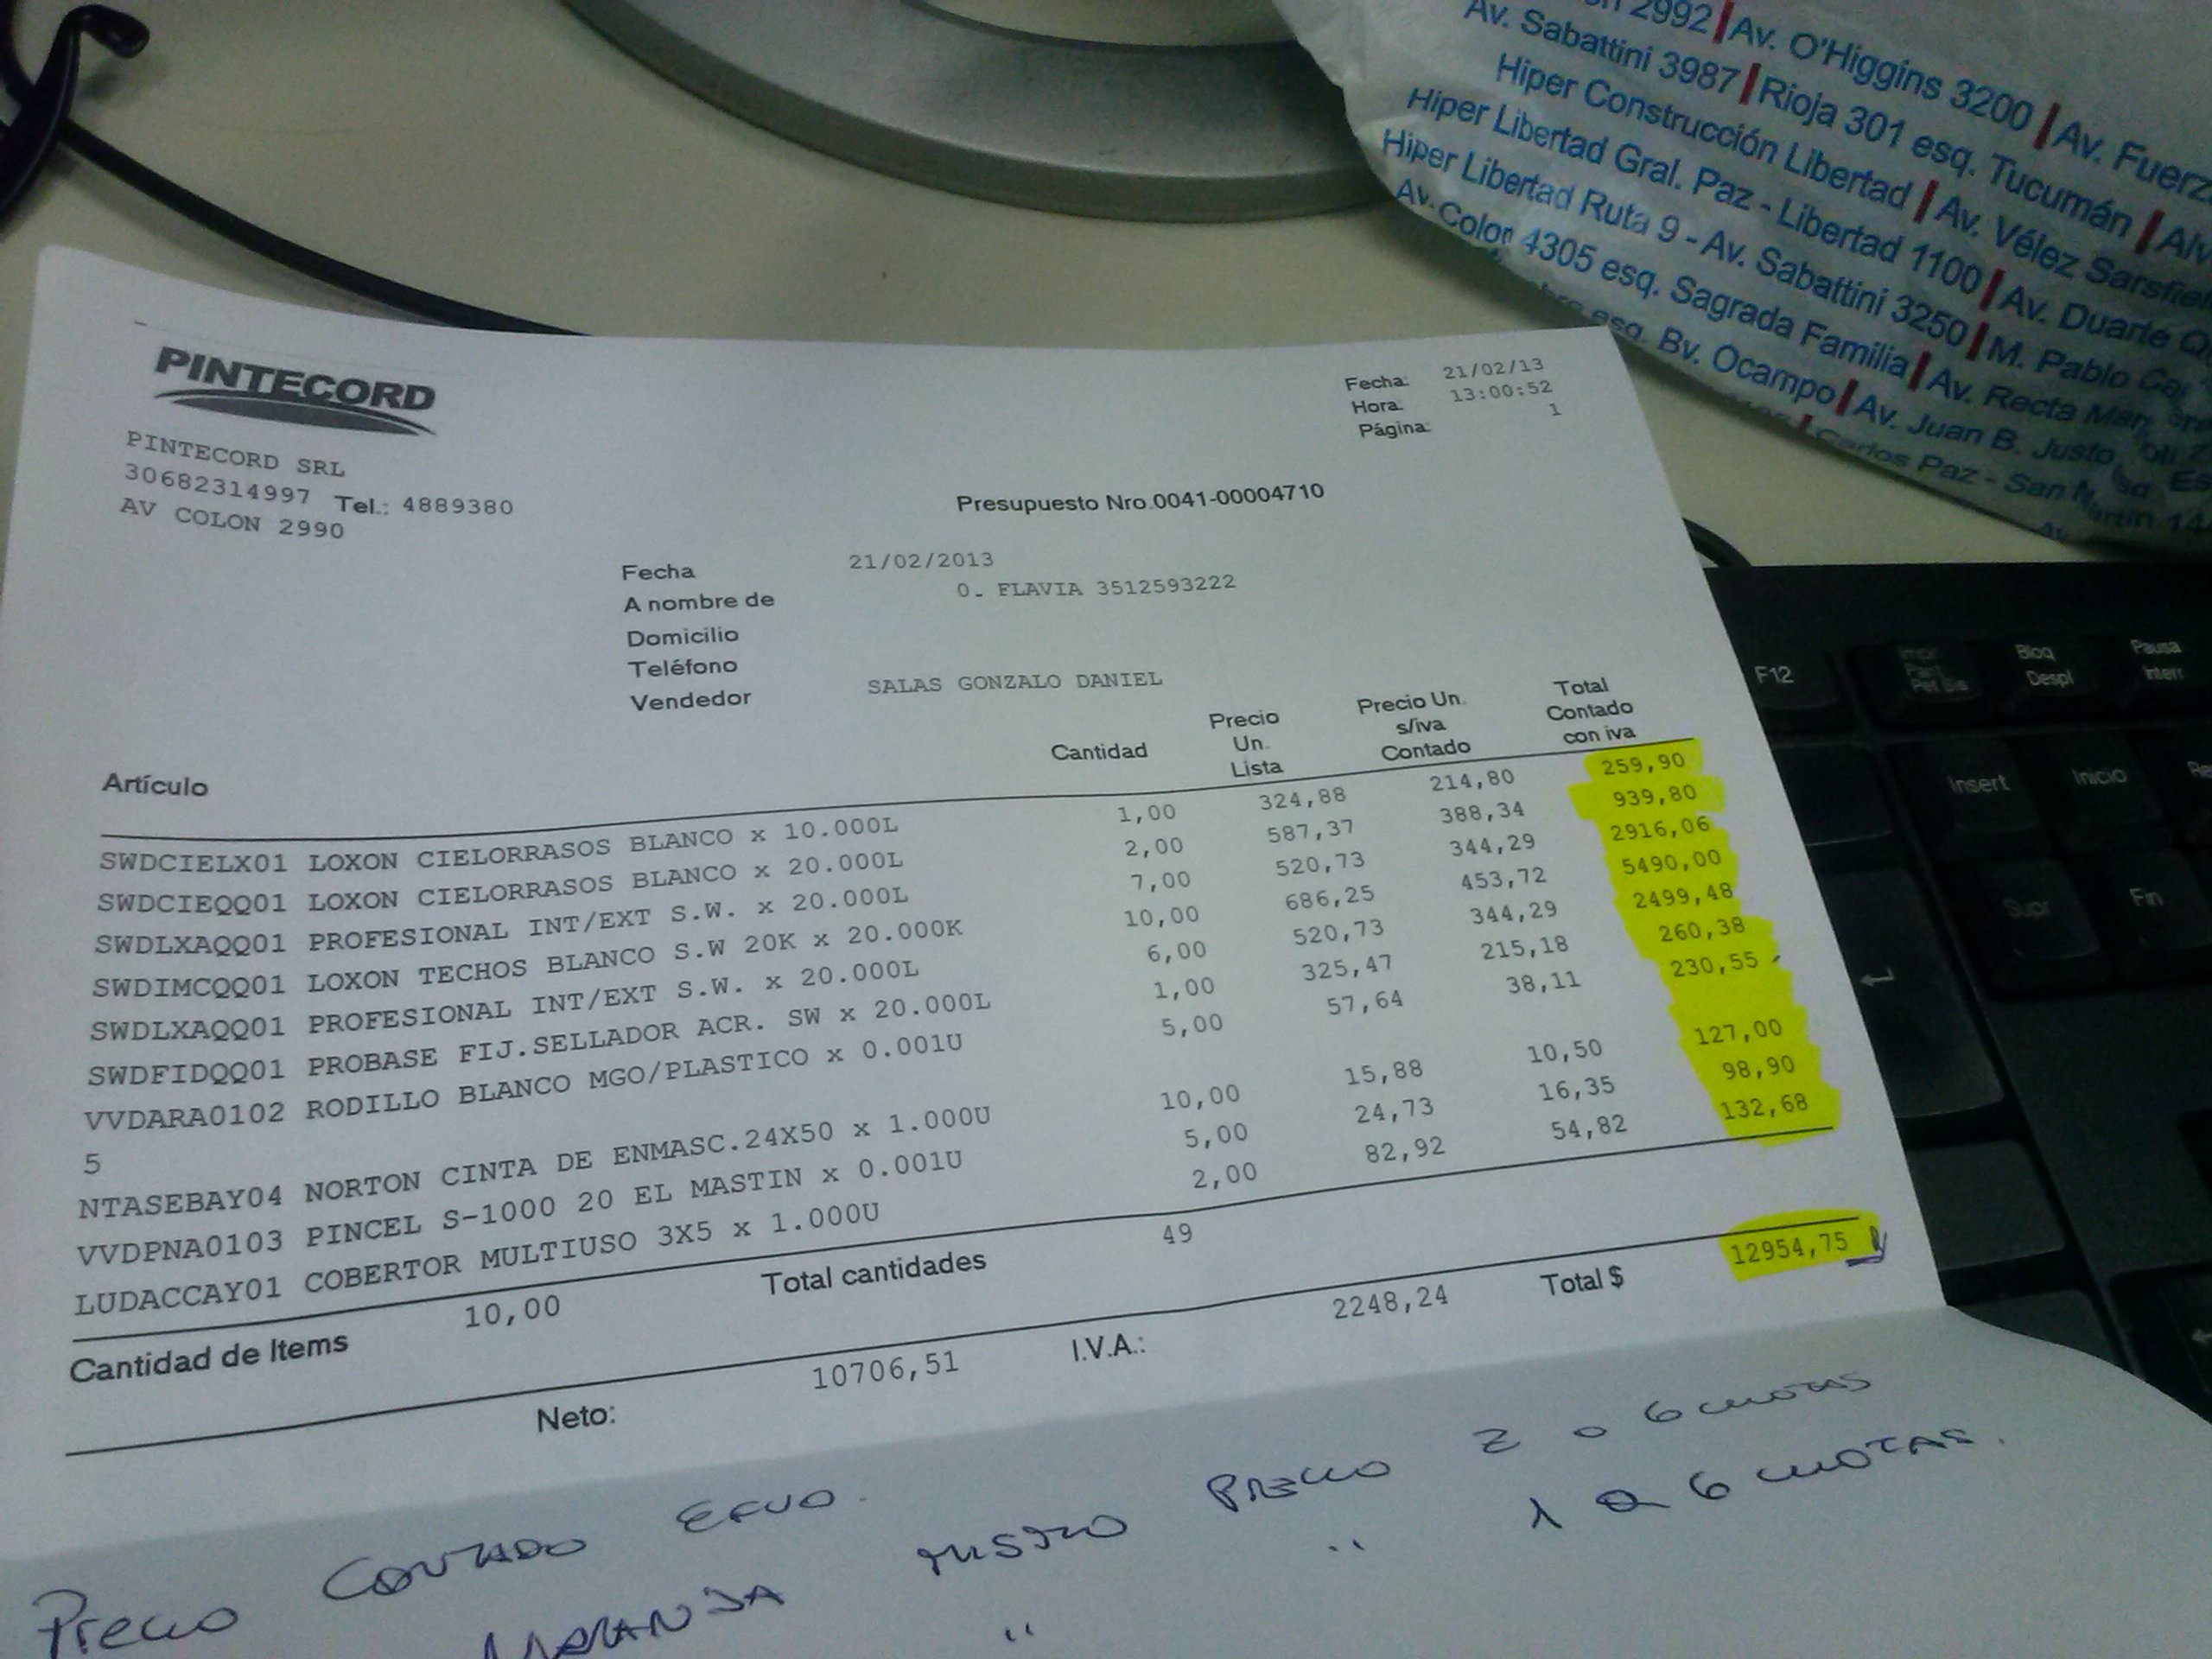 2992 | Av. O'Higgins 3200 | Av. Fuerz
Av. Sabattini 3987 | Rioja 301 esq. Tucumán | Alv
Hiper Construcción Libertad | Av. Vélez Sarsfie
Hiper Libertad Gral. Paz - Libertad 1100 | Av. Duarte Q
Hiper Libertad Ruta 9 - Av. Sabattini 3250 | M. Pablo
Av. Colon 4305 esq. Sagrada Familia | Av. Recta
esq. Bv. Ocampo | Av. Juan B. Justo
Carlos Paz - San Martin
PINTECORD
PINTECORD SRL
30682314997 Tel.: 4889380
AV COLON 2990
Fecha: 21/02/13
Hora: 13:00:52
Página: 1
Presupuesto Nro.0041-00004710
Fecha 21/02/2013
A nombre de 0- FLAVIA 3512593222
Domicilio
Teléfono
Vendedor SALAS GONZALO DANIEL
Artículo Cantidad Precio Un. Lista Precio Un. s/iva Contado Total Contado con iva
SWDCIELX01 LOXON CIELORRASOS BLANCO x 10.000L 1,00 324,88 214,80 259,90
SWDCIEQQ01 LOXON CIELORRASOS BLANCO x 20.000L 2,00 587,37 388,34 939,80
SWDLXAQQ01 PROFESIONAL INT/EXT S.W. x 20.000L 7,00 520,73 344,29 2916,06
SWDIMCQQ01 LOXON TECHOS BLANCO S.W 20K x 20.000K 10,00 686,25 453,72 5490,00
SWDLXAQQ01 PROFESIONAL INT/EXT S.W. x 20.000L 6,00 520,73 344,29 2499,48
SWDFIDQQ01 PROBASE FIJ.SELLADOR ACR. SW x 20.000L 1,00 325,47 215,18 260,38
VVDARA0102 RODILLO BLANCO MGO/PLASTICO x 0.001U 5,00 57,64 38,11 230,55
5
NTASEBAY04 NORTON CINTA DE ENMASC.24X50 x 1.000U 10,00 15,88 10,50 127,00
VVDPNA0103 PINCEL S-1000 20 EL MASTIN x 0.001U 5,00 24,73 16,35 98,90
LUDACCAY01 COBERTOR MULTIUSO 3X5 x 1.000U 2,00 82,92 54,82 132,68
Cantidad de Items 10,00 Total cantidades 49
Neto: 10706,51 I.V.A.: 2248,24 Total $ 12954,75
Precio CONTADO EFVO.
NARANJA MISMO PRECIO 2 o 6 cuotas
" " 1 a 6 cuotas.
F12
Impr Pant Pet Sis
Bloq Despl
Pausa Interr
Insert
Inicio
Supr
Fin